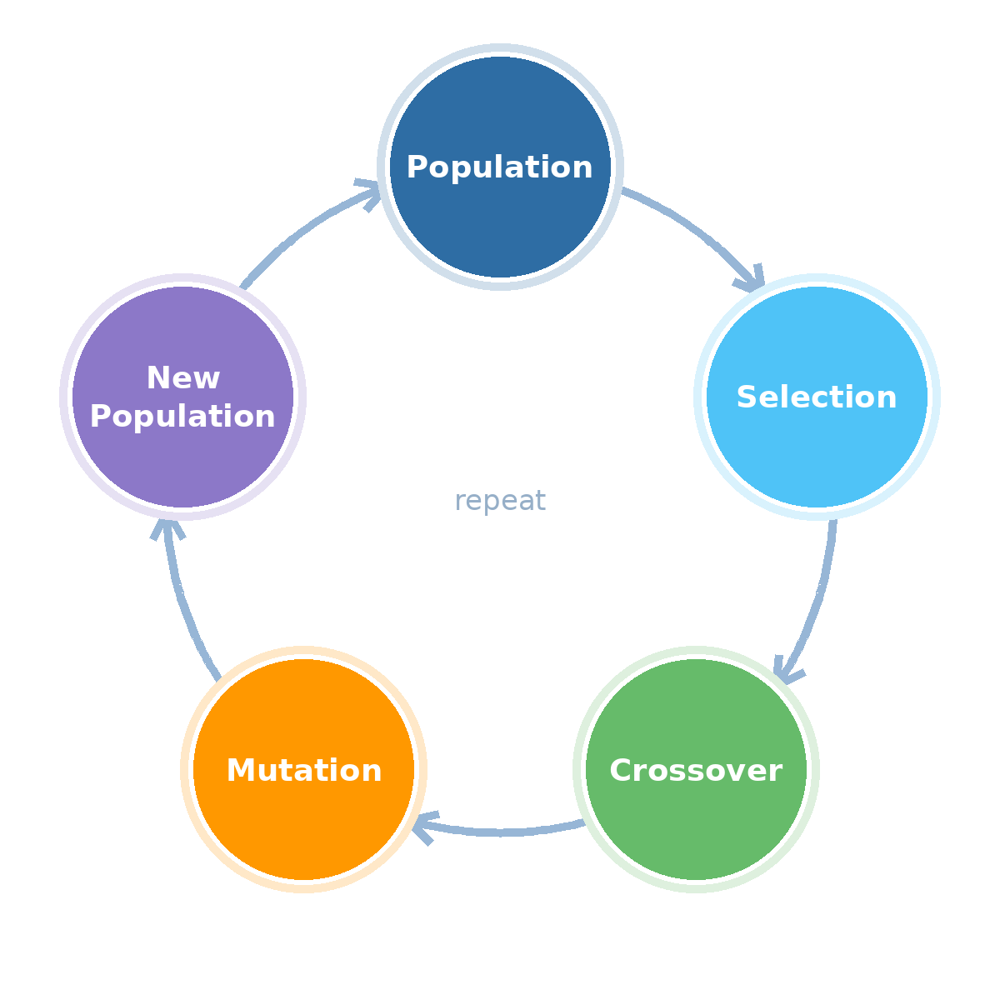 Population
Selection
Crossover
Mutation
New
Population
repeat